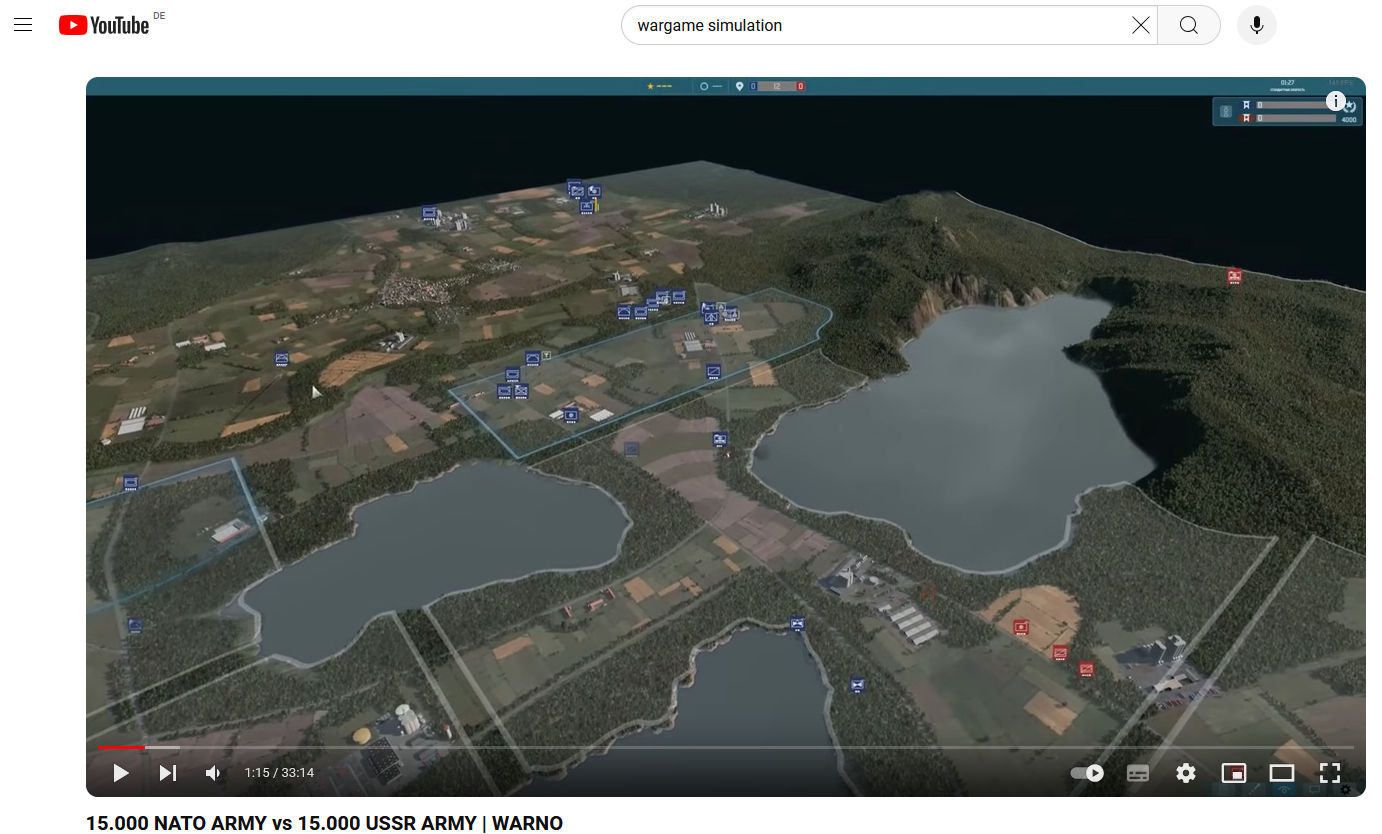 YouTube DE
wargame simulation
01:27
0 12 0
0
0
4000
1:15 / 33:14
15.000 NATO ARMY vs 15.000 USSR ARMY | WARNO